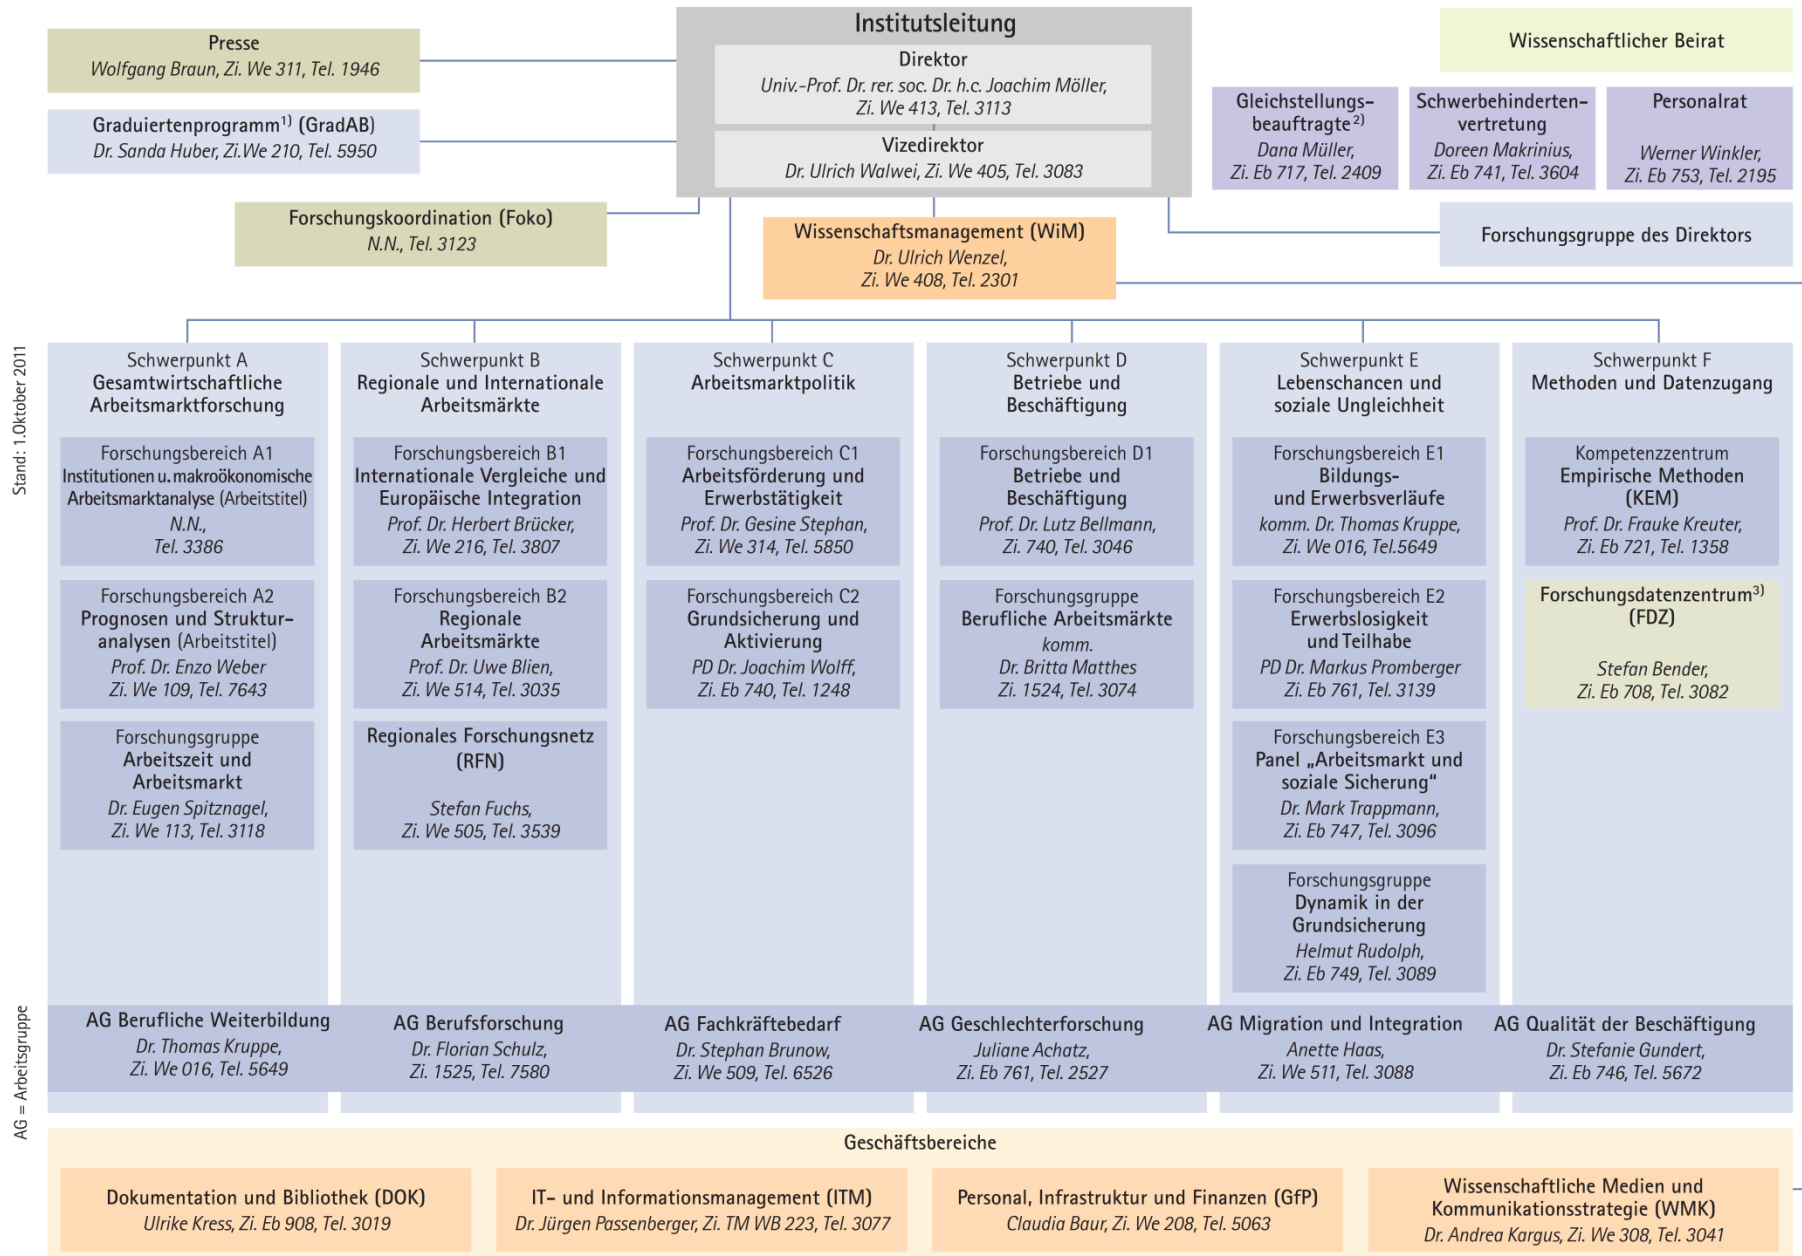 Institutsleitung
Direktor
Univ.-Prof. Dr. rer. soc. Dr. h.c. Joachim Möller,
Zi. We 413, Tel. 3113
Vizedirektor
Dr. Ulrich Walwei, Zi. We 405, Tel. 3083
Presse
Wolfgang Braun, Zi. We 311, Tel. 1946
Graduiertenprogramm¹⁾ (GradAB)
Dr. Sanda Huber, Zi.We 210, Tel. 5950
Forschungskoordination (Foko)
N.N., Tel. 3123
Wissenschaftsmanagement (WiM)
Dr. Ulrich Wenzel,
Zi. We 408, Tel. 2301
Wissenschaftlicher Beirat
Gleichstellungs-
beauftragte²⁾
Dana Müller,
Zi. Eb 717, Tel. 2409
Schwerbehinderten-
vertretung
Doreen Makrinius,
Zi. Eb 741, Tel. 3604
Personalrat
Werner Winkler,
Zi. Eb 753, Tel. 2195
Forschungsgruppe des Direktors
Stand: 1.Oktober 2011
Schwerpunkt A
Gesamtwirtschaftliche
Arbeitsmarktforschung
Forschungsbereich A1
Institutionen u. makroökonomische
Arbeitsmarktanalyse (Arbeitstitel)
N.N.,
Tel. 3386
Forschungsbereich A2
Prognosen und Struktur-
analysen (Arbeitstitel)
Prof. Dr. Enzo Weber
Zi. We 109, Tel. 7643
Forschungsgruppe
Arbeitszeit und
Arbeitsmarkt
Dr. Eugen Spitznagel,
Zi. We 113, Tel. 3118
Schwerpunkt B
Regionale und Internationale
Arbeitsmärkte
Forschungsbereich B1
Internationale Vergleiche und
Europäische Integration
Prof. Dr. Herbert Brücker,
Zi. We 216, Tel. 3807
Forschungsbereich B2
Regionale
Arbeitsmärkte
Prof. Dr. Uwe Blien,
Zi. We 514, Tel. 3035
Regionales Forschungsnetz
(RFN)
Stefan Fuchs,
Zi. We 505, Tel. 3539
Schwerpunkt C
Arbeitsmarktpolitik
Forschungsbereich C1
Arbeitsförderung und
Erwerbstätigkeit
Prof. Dr. Gesine Stephan,
Zi. We 314, Tel. 5850
Forschungsbereich C2
Grundsicherung und
Aktivierung
PD Dr. Joachim Wolff,
Zi. Eb 740, Tel. 1248
Schwerpunkt D
Betriebe und
Beschäftigung
Forschungsbereich D1
Betriebe und
Beschäftigung
Prof. Dr. Lutz Bellmann,
Zi. 740, Tel. 3046
Forschungsgruppe
Berufliche Arbeitsmärkte
komm.
Dr. Britta Matthes
Zi. 1524, Tel. 3074
Schwerpunkt E
Lebenschancen und
soziale Ungleichheit
Forschungsbereich E1
Bildungs-
und Erwerbsverläufe
komm. Dr. Thomas Kruppe,
Zi. We 016, Tel.5649
Forschungsbereich E2
Erwerbslosigkeit
und Teilhabe
PD Dr. Markus Promberger
Zi. Eb 761, Tel. 3139
Forschungsbereich E3
Panel „Arbeitsmarkt und
soziale Sicherung“
Dr. Mark Trappmann,
Zi. Eb 747, Tel. 3096
Forschungsgruppe
Dynamik in der
Grundsicherung
Helmut Rudolph,
Zi. Eb 749, Tel. 3089
Schwerpunkt F
Methoden und Datenzugang
Kompetenzzentrum
Empirische Methoden
(KEM)
Prof. Dr. Frauke Kreuter,
Zi. Eb 721, Tel. 1358
Forschungsdatenzentrum³⁾
(FDZ)
Stefan Bender,
Zi. Eb 708, Tel. 3082
AG = Arbeitsgruppe
AG Berufliche Weiterbildung
Dr. Thomas Kruppe,
Zi. We 016, Tel. 5649
AG Berufsforschung
Dr. Florian Schulz,
Zi. 1525, Tel. 7580
AG Fachkräftebedarf
Dr. Stephan Brunow,
Zi. We 509, Tel. 6526
AG Geschlechterforschung
Juliane Achatz,
Zi. Eb 761, Tel. 2527
AG Migration und Integration
Anette Haas,
Zi. We 511, Tel. 3088
AG Qualität der Beschäftigung
Dr. Stefanie Gundert,
Zi. Eb 746, Tel. 5672
Geschäftsbereiche
Dokumentation und Bibliothek (DOK)
Ulrike Kress, Zi. Eb 908, Tel. 3019
IT- und Informationsmanagement (ITM)
Dr. Jürgen Passenberger, Zi. TM WB 223, Tel. 3077
Personal, Infrastruktur und Finanzen (GfP)
Claudia Baur, Zi. We 208, Tel. 5063
Wissenschaftliche Medien und
Kommunikationsstrategie (WMK)
Dr. Andrea Kargus, Zi. We 308, Tel. 3041